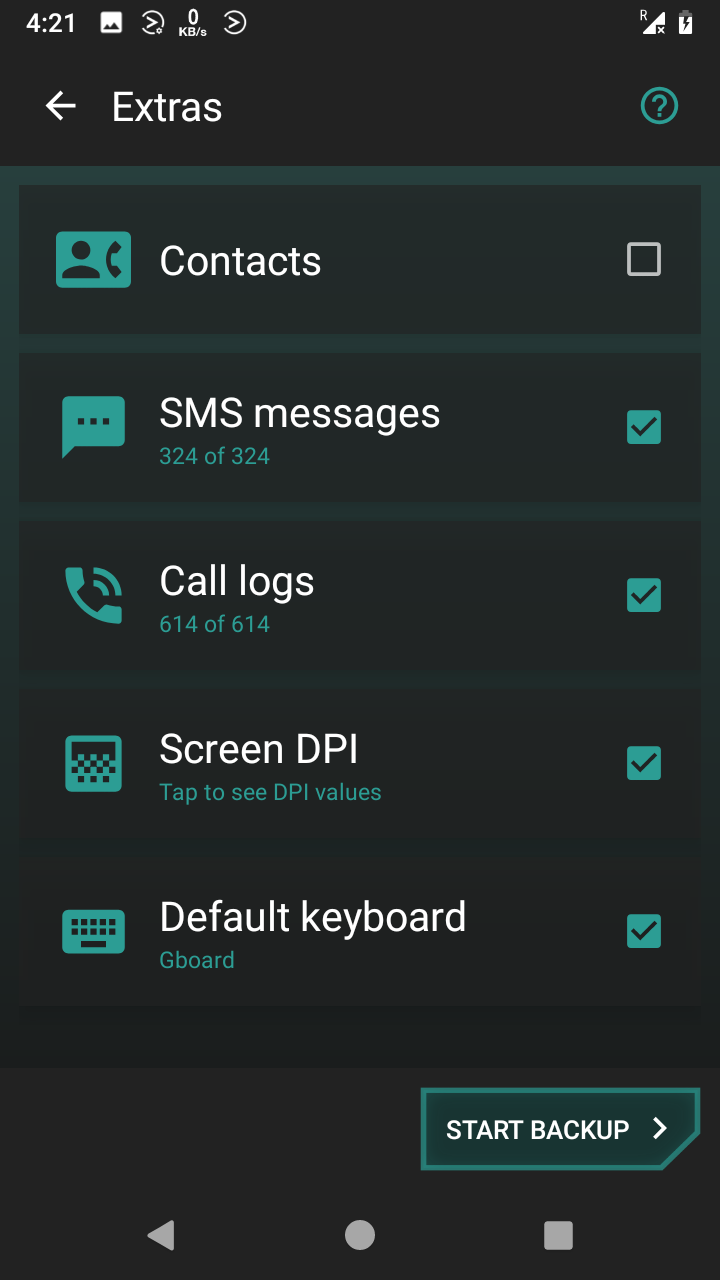 4:21
0
KB/s
R
Extras
Contacts
SMS messages
324 of 324
Call logs
614 of 614
Screen DPI
Tap to see DPI values
Default keyboard
Gboard
START BACKUP